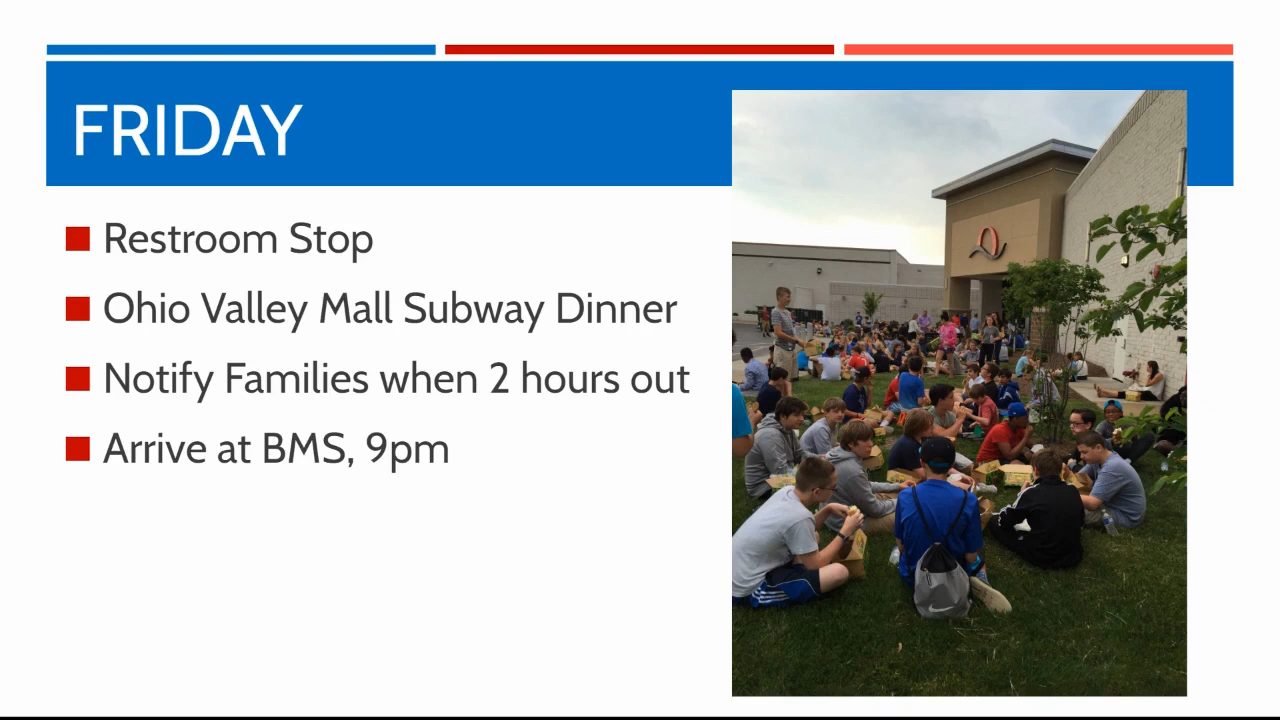 FRIDAY
Restroom Stop
Ohio Valley Mall Subway Dinner
Notify Families when 2 hours out
Arrive at BMS, 9pm